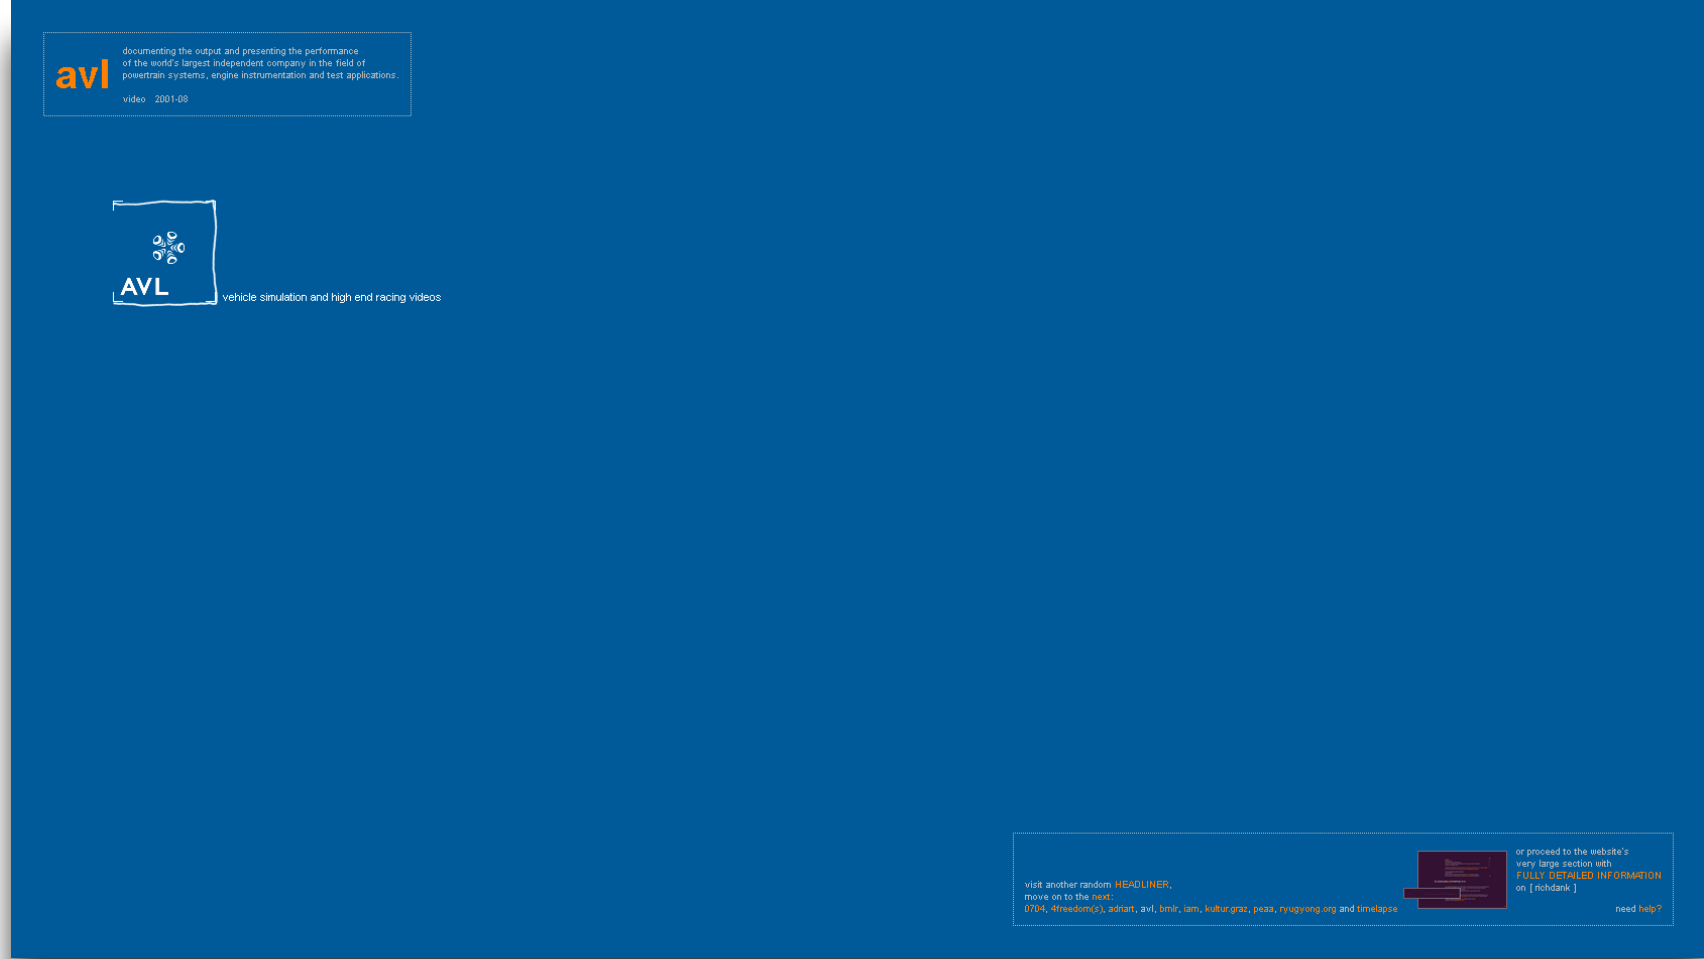 avl
documenting the output and presenting the performance
of the world's largest independent company in the field of
powertrain systems, engine instrumentation and test applications.
video 2001-08
AVL
vehicle simulation and high end racing videos
visit another random HEADLINER,
move on to the next:
0704, 4freedom(s), adriart, avl, bmlr, iam, kultur.graz, peaa, ryugyong.org and timelapse
or proceed to the website's
very large section with
FULLY DETAILED INFORMATION
on [ richdank ]
need help?